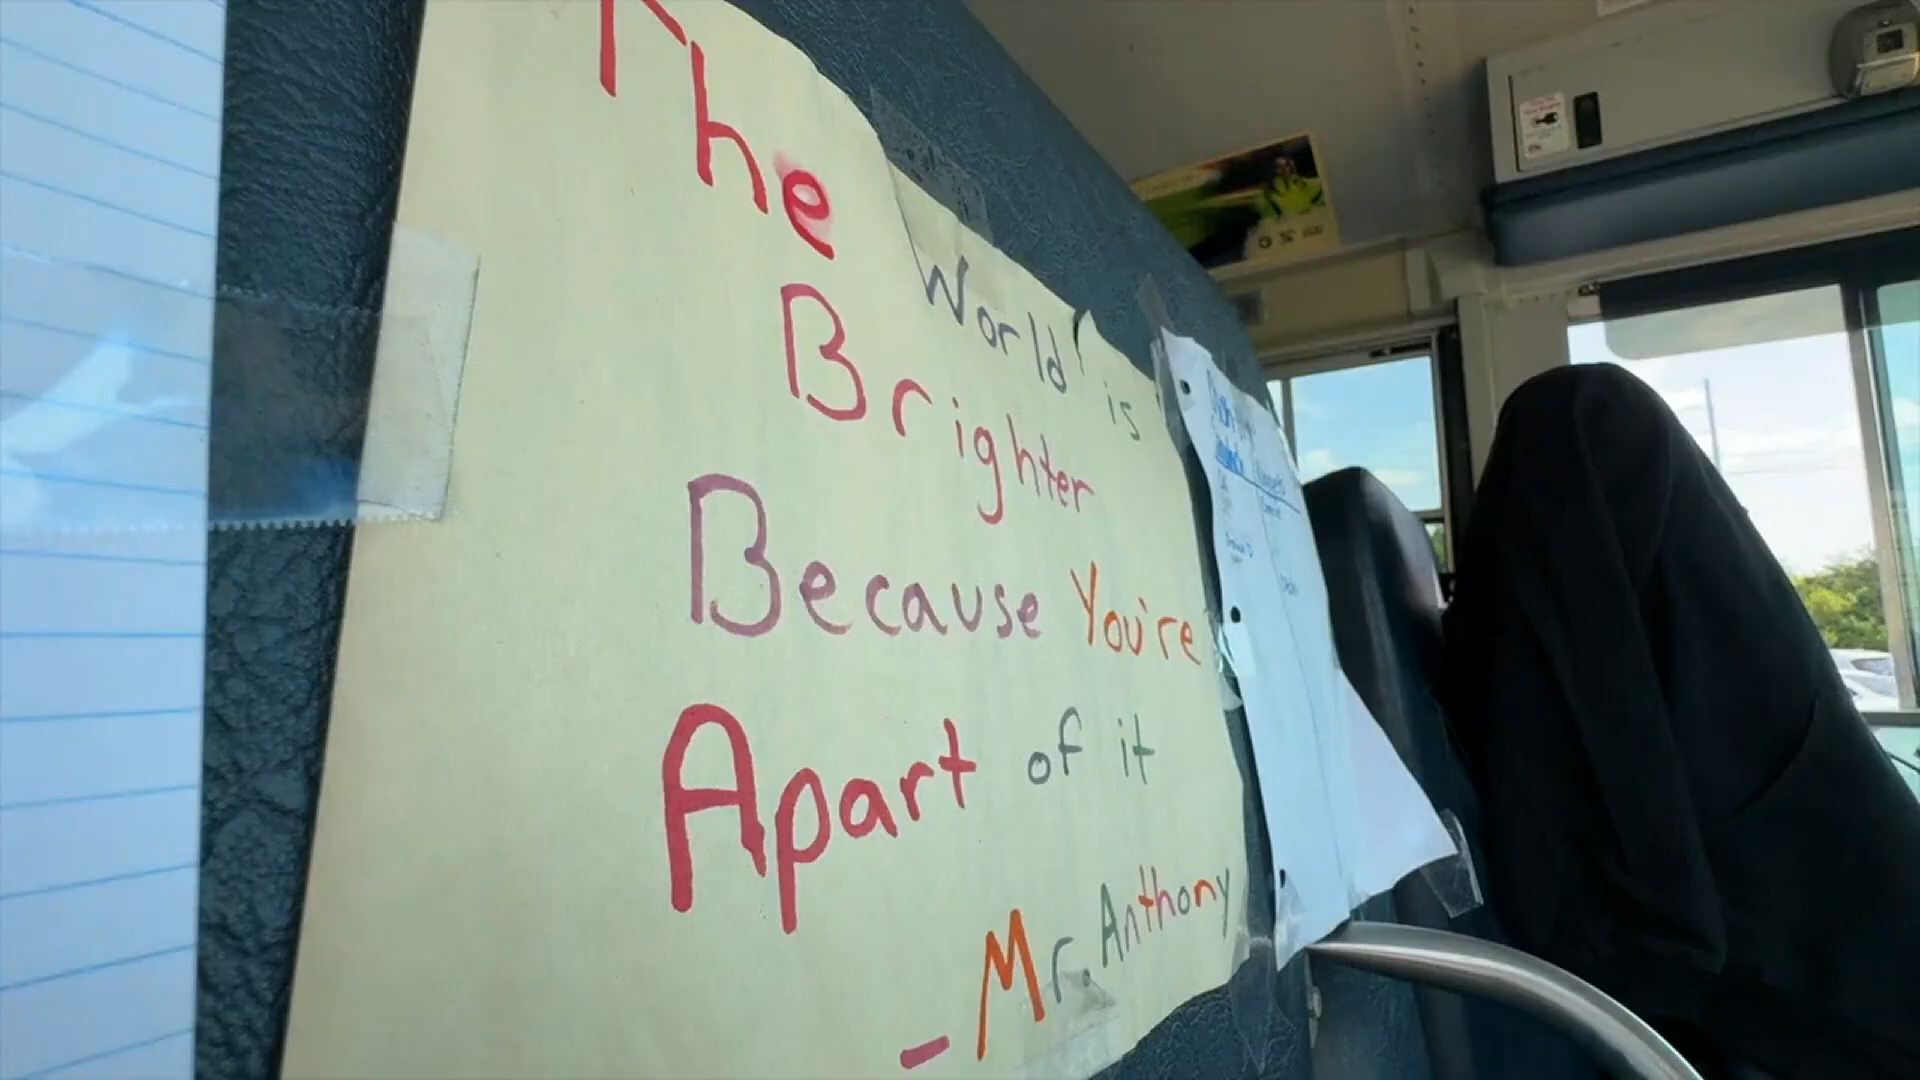 The
World is
Brighter
Because You're
Apart of it
- Mr. Anthony